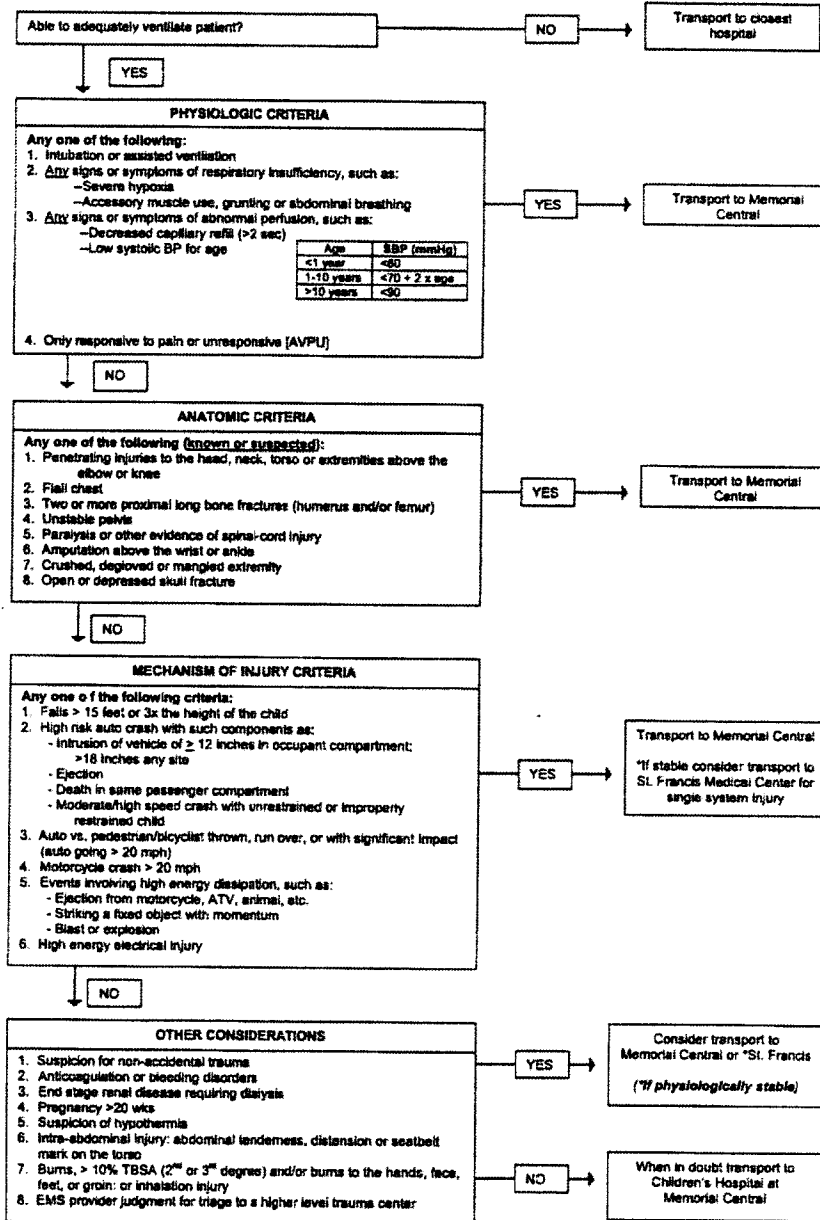 Able to adequately ventilate patient?
NO
Transport to closest
hospital
YES
PHYSIOLOGIC CRITERIA
Any one of the following:
1. Intubation or assisted ventilation
2. Any signs or symptoms of respiratory insufficiency, such as:
--Severe hypoxia
--Accessory muscle use, grunting or abdominal breathing
3. Any signs or symptoms of abnormal perfusion, such as:
--Decreased capillary refill (>2 sec)
--Low systolic BP for age
Age SBP (mmHg)
<1 year <60
1-10 years <70 + 2 x age
>10 years <90
4. Only responsive to pain or unresponsive [AVPU]
YES
Transport to Memorial
Central
NO
ANATOMIC CRITERIA
Any one of the following (known or suspected):
1. Penetrating injuries to the head, neck, torso or extremities above the
elbow or knee
2. Flail chest
3. Two or more proximal long bone fractures (humerus and/or femur)
4. Unstable pelvis
5. Paralysis or other evidence of spinal-cord injury
6. Amputation above the wrist or ankle
7. Crushed, degloved or mangled extremity
8. Open or depressed skull fracture
YES
Transport to Memorial
Central
NO
MECHANISM OF INJURY CRITERIA
Any one of the following criteria:
1. Falls > 15 feet or 3x the height of the child
2. High risk auto crash with such components as:
- Intrusion of vehicle of ≥ 12 inches in occupant compartment;
>18 inches any site
- Ejection
- Death in same passenger compartment
- Moderate/high speed crash with unrestrained or improperly
restrained child
3. Auto vs. pedestrian/bicyclist thrown, run over, or with significant impact
(auto going > 20 mph)
4. Motorcycle crash > 20 mph
5. Events involving high energy dissipation, such as:
- Ejection from motorcycle, ATV, animal, etc.
- Striking a fixed object with momentum
- Blast or explosion
6. High energy electrical injury
YES
Transport to Memorial Central
*If stable consider transport to
St. Francis Medical Center for
single system injury
NO
OTHER CONSIDERATIONS
1. Suspicion for non-accidental trauma
2. Anticoagulation or bleeding disorders
3. End stage renal disease requiring dialysis
4. Pregnancy >20 wks
5. Suspicion of hypothermia
6. Intra-abdominal injury: abdominal tenderness, distension or seatbelt
mark on the torso
7. Burns, > 10% TBSA (2nd or 3rd degree) and/or burns to the hands, face,
feet, or groin: or inhalation injury
8. EMS provider judgment for triage to a higher level trauma center
YES
Consider transport to
Memorial Central or *St. Francis
(*If physiologically stable)
NO
When in doubt transport to
Children's Hospital at
Memorial Central